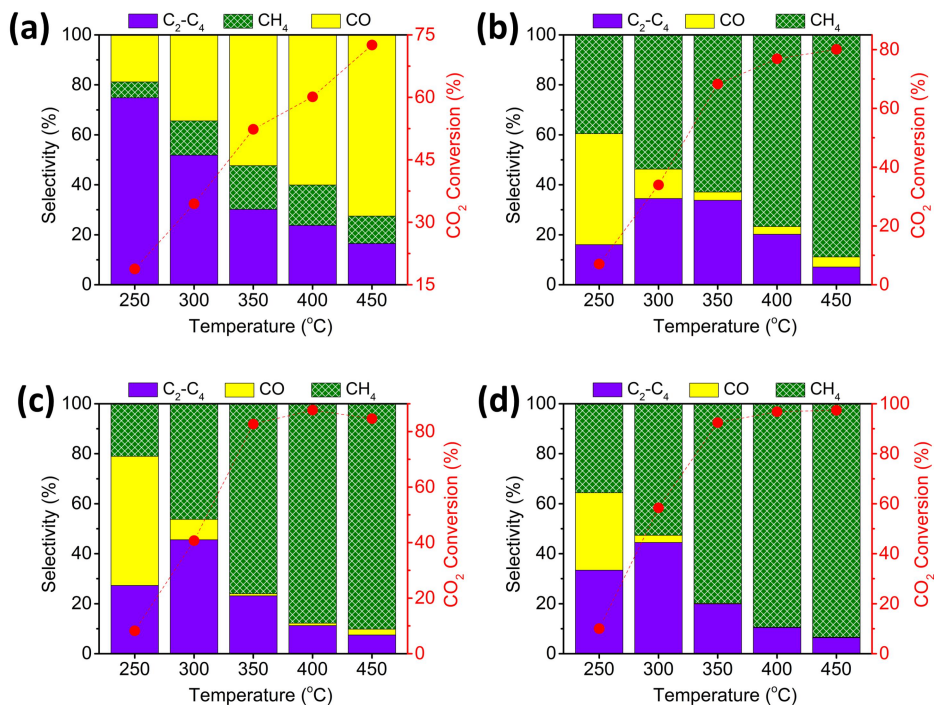 (a)
C₂-C₄ CH₄ CO
Selectivity (%)
100
80
60
40
20
0
75
60
45
30
15
CO₂ Conversion (%)
250 300 350 400 450
Temperature (°C)
(b)
C₂-C₄ CO CH₄
Selectivity (%)
100
80
60
40
20
0
80
60
40
20
0
CO₂ Conversion (%)
250 300 350 400 450
Temperature (°C)
(c)
C₂-C₄ CO CH₄
Selectivity (%)
100
80
60
40
20
0
80
60
40
20
0
CO₂ Conversion (%)
250 300 350 400 450
Temperature (°C)
(d)
C₂-C₄ CO CH₄
Selectivity (%)
100
80
60
40
20
0
100
80
60
40
20
0
CO₂ Conversion (%)
250 300 350 400 450
Temperature (°C)